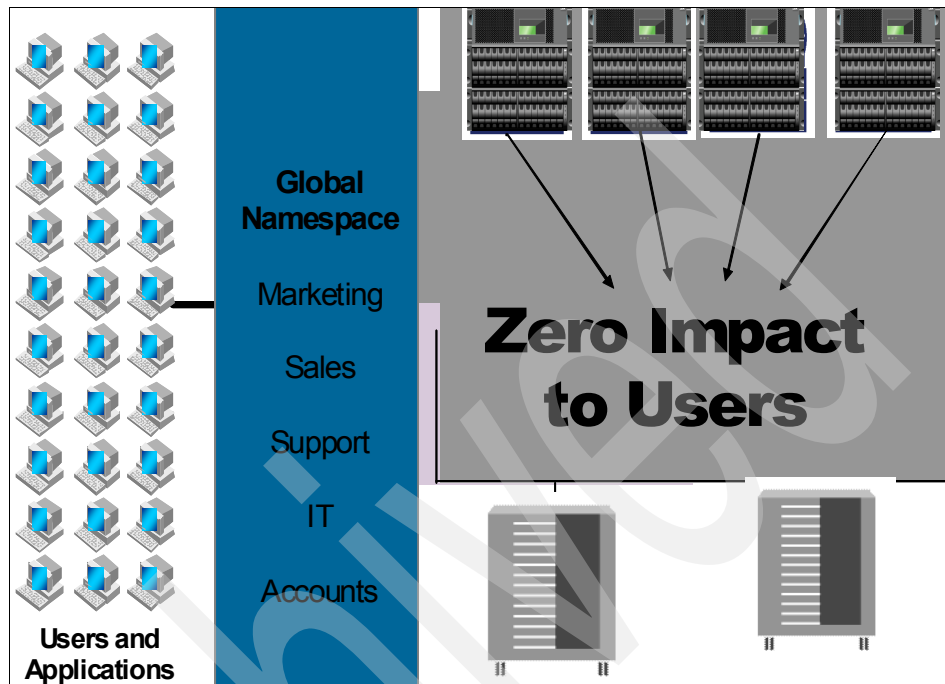 Global
Namespace
Marketing
Sales
Support
IT
Accounts
Users and
Applications
Zero Impact
to Users